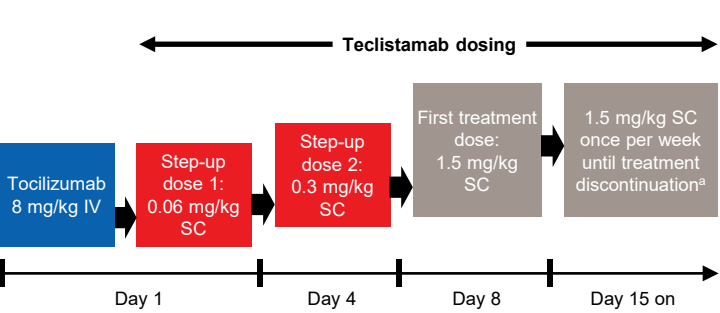 Teclistamab dosing
Tocilizumab
8 mg/kg IV
Step-up
dose 1:
0.06 mg/kg
SC
Step-up
dose 2:
0.3 mg/kg
SC
First treatment
dose:
1.5 mg/kg
SC
1.5 mg/kg SC
once per week
until treatment
discontinuationᵃ
Day 1
Day 4
Day 8
Day 15 on